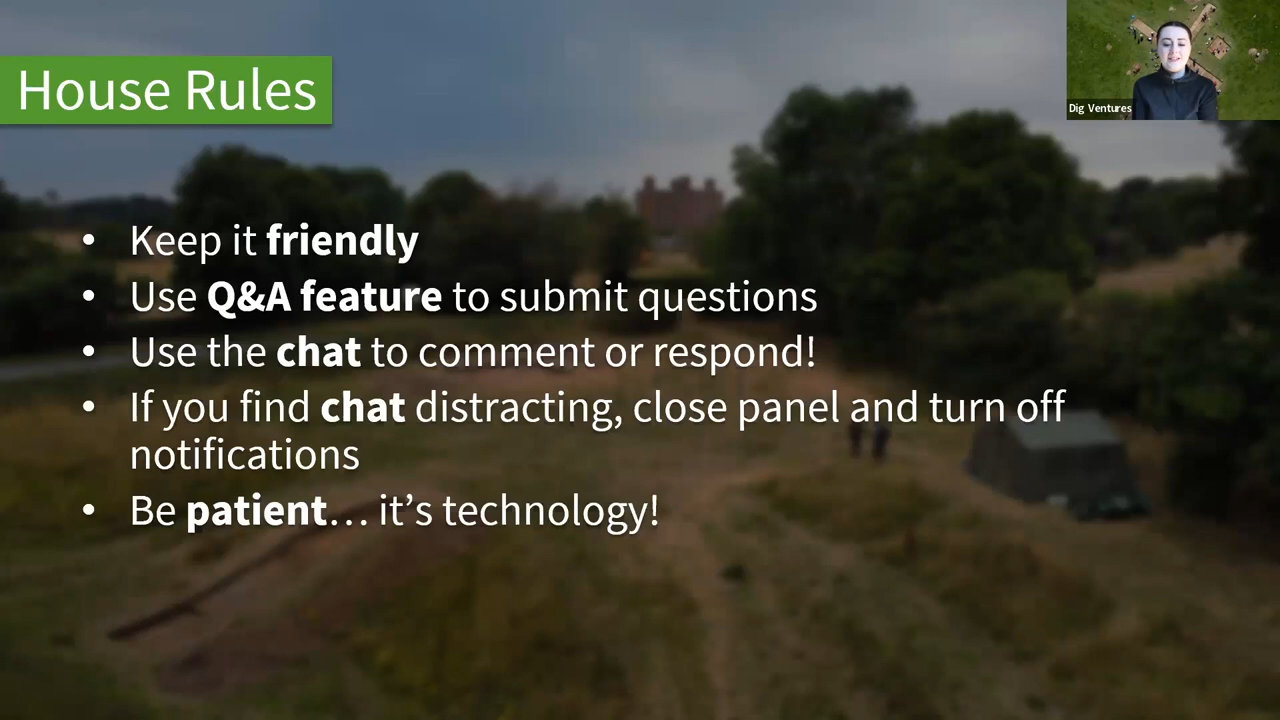 House Rules
Dig Ventures
• Keep it friendly
• Use Q&A feature to submit questions
• Use the chat to comment or respond!
• If you find chat distracting, close panel and turn off
notifications
• Be patient… it’s technology!